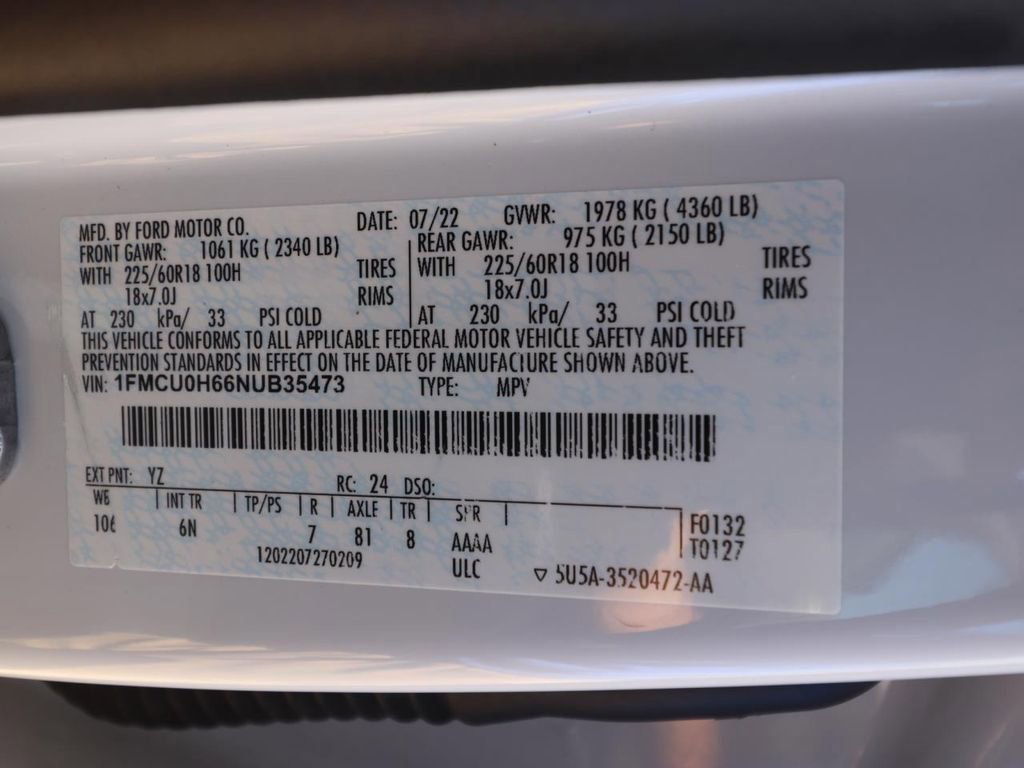 MFD. BY FORD MOTOR CO. DATE: 07/22 GVWR: 1978 KG ( 4360 LB)
FRONT GAWR: 1061 KG ( 2340 LB) REAR GAWR: 975 KG ( 2150 LB)
WITH 225/60R18 100H TIRES WITH 225/60R18 100H TIRES
18x7.0J RIMS 18x7.0J RIMS
AT 230 kPa/ 33 PSI COLD AT 230 kPa/ 33 PSI COLD
THIS VEHICLE CONFORMS TO ALL APPLICABLE FEDERAL MOTOR VEHICLE SAFETY AND THEFT
PREVENTION STANDARDS IN EFFECT ON THE DATE OF MANUFACTURE SHOWN ABOVE.
VIN: 1FMCU0H66NUB35473 TYPE: MPV
EXT PNT: YZ RC: 24 DSO:
WB INT TR TP/PS R AXLE TR SPR F0132
106 6N 7 81 8 AAAA T0127
1202207270209 ULC 5U5A-3520472-AA